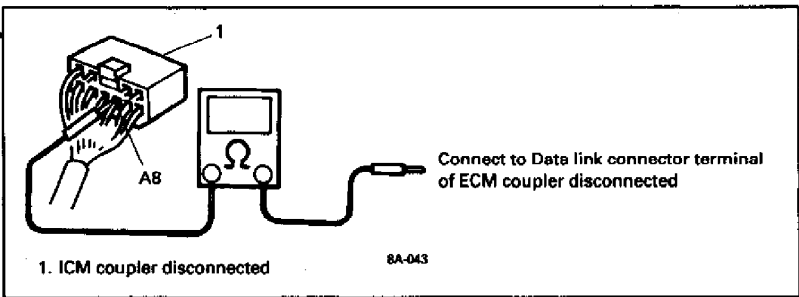 1
A8
Ω
Connect to Data link connector terminal
of ECM coupler disconnected
1. ICM coupler disconnected
8A-043